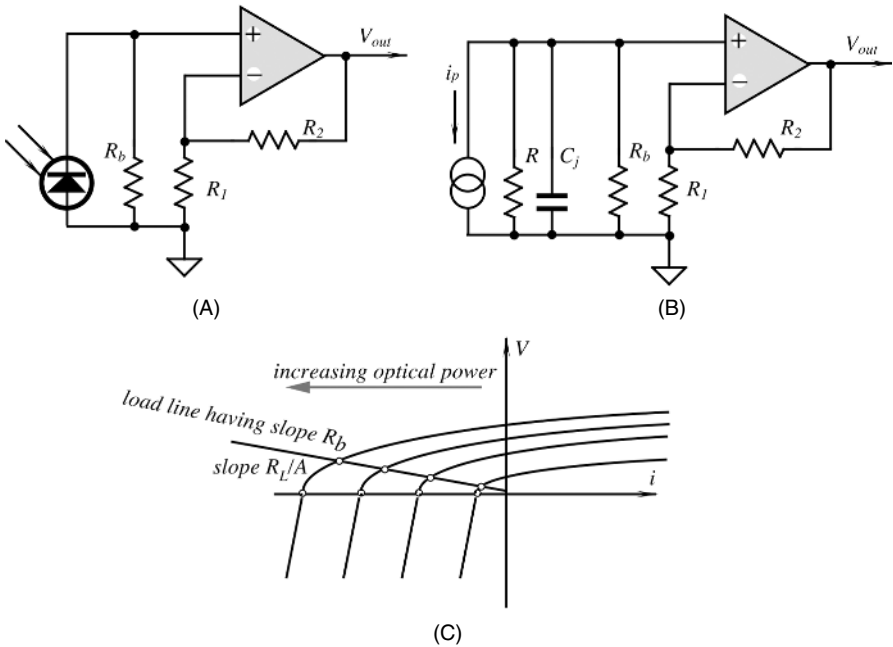 V_out
+
−
R_2
R_b
R_1
(A)
V_out
+
−
i_p
R
C_j
R_b
R_2
R_1
(B)
V
increasing optical power
load line having slope R_b
slope R_L/A
i
(C)